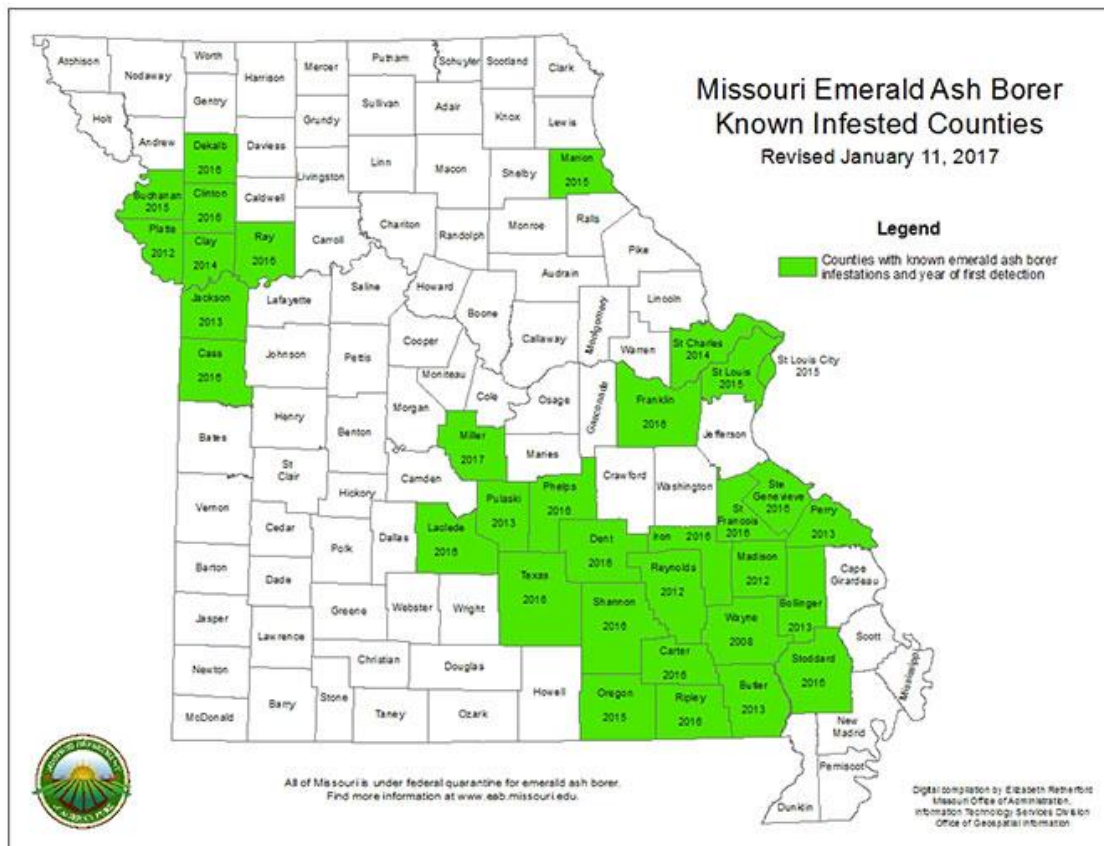 Missouri Emerald Ash Borer
Known Infested Counties
Revised January 11, 2017
Legend
Counties with known emerald ash borer
infestations and year of first detection
Atchison
Nodaway
Worth
Harrison
Mercer
Putnam
Schuyler
Scotland
Clark
Holt
Andrew
Gentry
Grundy
Sullivan
Adair
Knox
Lewis
Dekalb
2016
Daviess
Livingston
Linn
Macon
Shelby
Marion
2015
Buchanan
2015
Clinton
2016
Caldwell
Chariton
Randolph
Monroe
Ralls
Pike
Platte
2012
Clay
2014
Ray
2016
Carroll
Audrain
Jackson
2013
Lafayette
Saline
Howard
Boone
Callaway
Montgomery
Lincoln
Warren
St Charles
2014
St Louis
2015
St Louis City
2015
Cass
2016
Johnson
Pettis
Cooper
Moniteau
Cole
Osage
Gasconade
Franklin
2016
Jefferson
Bates
Henry
Benton
Morgan
Miller
2017
Maries
Crawford
Washington
Vernon
St
Clair
Hickory
Camden
Pulaski
2013
Phelps
2016
Ste
Genevieve
2016
St
Francois
2016
Perry
2013
Cedar
Polk
Dallas
Laclede
2016
Dent
2016
Iron 2016
Madison
2012
Cape
Girardeau
Barton
Dade
Greene
Webster
Wright
Texas
2016
Shannon
2016
Reynolds
2012
Wayne
2008
Bollinger
2013
Scott
Mississippi
Jasper
Lawrence
Christian
Douglas
Carter
2016
Stoddard
2016
Newton
McDonald
Barry
Stone
Taney
Ozark
Howell
Oregon
2015
Ripley
2016
Butler
2013
New
Madrid
Pemiscot
Dunklin
All of Missouri is under federal quarantine for emerald ash borer.
Find more information at www.eab.missouri.edu.
Digital compilation by Elizabeth Retherford
Missouri Office of Administration,
Information Technology Services Division
Office of Geospatial Information
MISSOURI DEPARTMENT
AGRICULTURE